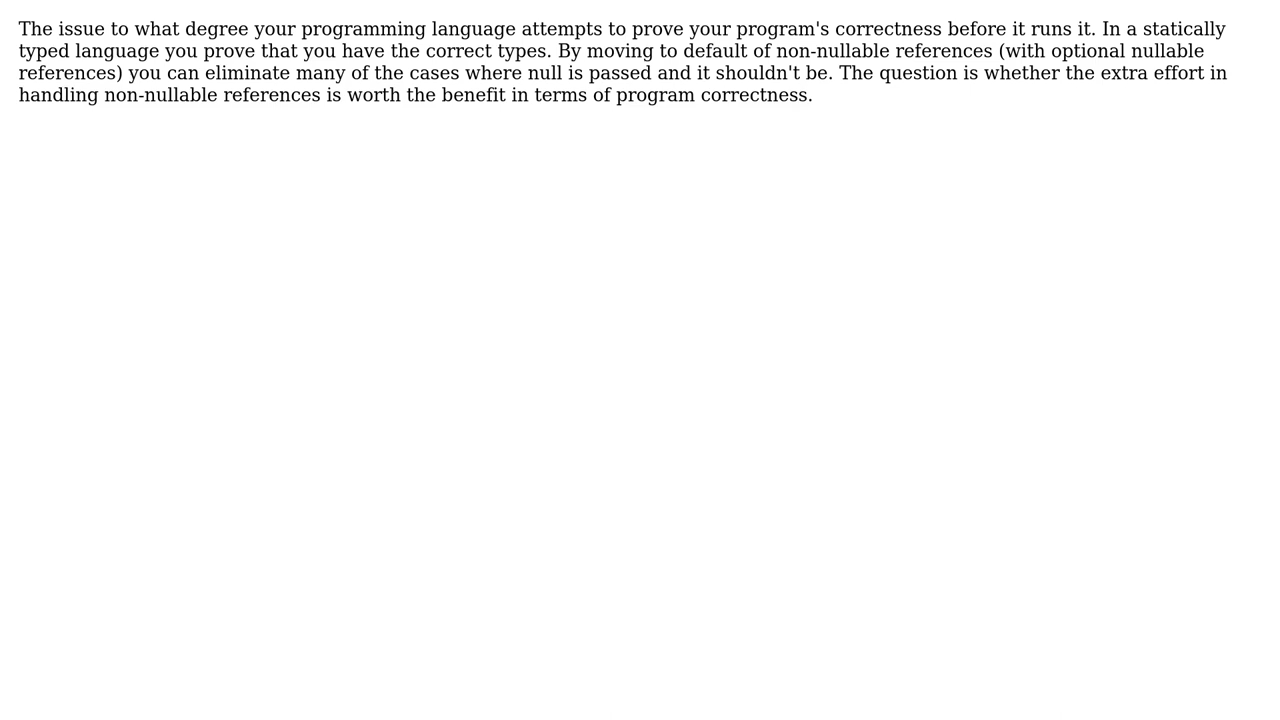 The issue to what degree your programming language attempts to prove your program's correctness before it runs it. In a statically
typed language you prove that you have the correct types. By moving to default of non-nullable references (with optional nullable
references) you can eliminate many of the cases where null is passed and it shouldn't be. The question is whether the extra effort in
handling non-nullable references is worth the benefit in terms of program correctness.